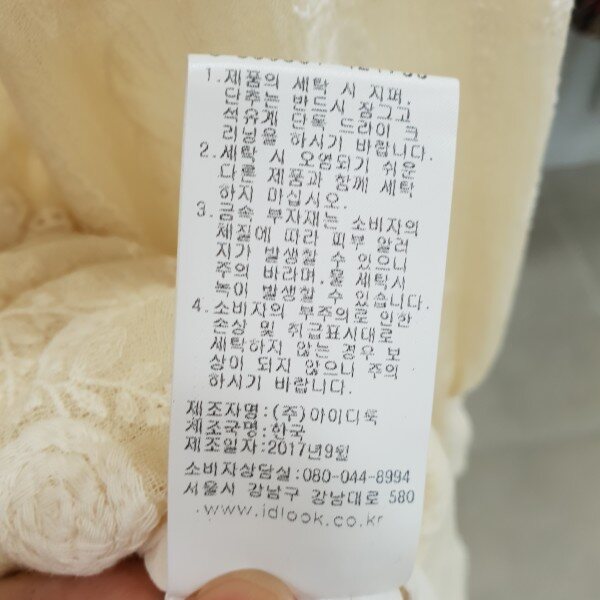 1.제품의 세탁 시 지퍼,
단추는 반드시 잠그고
석유계 단독 드라이 크
리닝을 하시기 바랍니다.
2.세탁 시 오염되기 쉬운
다른 제품과 함께 세탁
하지 마십시오.
3.금속 부자재는 소비자의
체질에 따라 피부 알러
지가 발생할 수 있으니
주의 바라며,물 세탁시
녹이 발생할 수 있습니다.
4.소비자의 부주의로 인한
손상 및 취급표시대로
세탁하지 않는 경우 보
상이 되지 않으니 주의
하시기 바랍니다.
제조자명:(주)아이디룩
제조국명:한국
제조일자:2017년9월
소비자상담실:080-044-8994
서울시 강남구 강남대로 580
www.idlook.co.kr